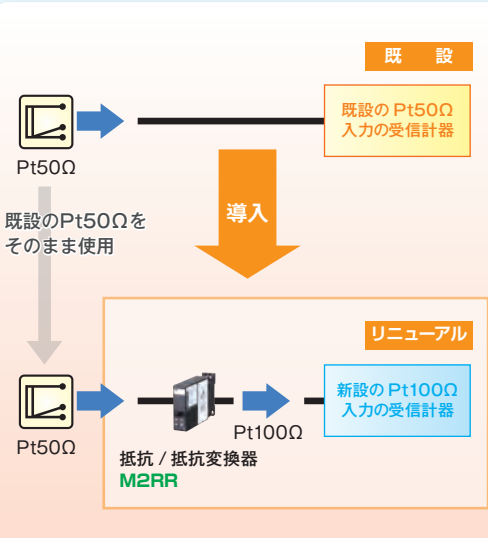 既　設
既設の Pt50Ω
入力の受信計器
Pt50Ω
既設のPt50Ωを
そのまま使用
導入
リニューアル
新設の Pt100Ω
入力の受信計器
Pt50Ω
Pt100Ω
抵抗 / 抵抗変換器
M2RR